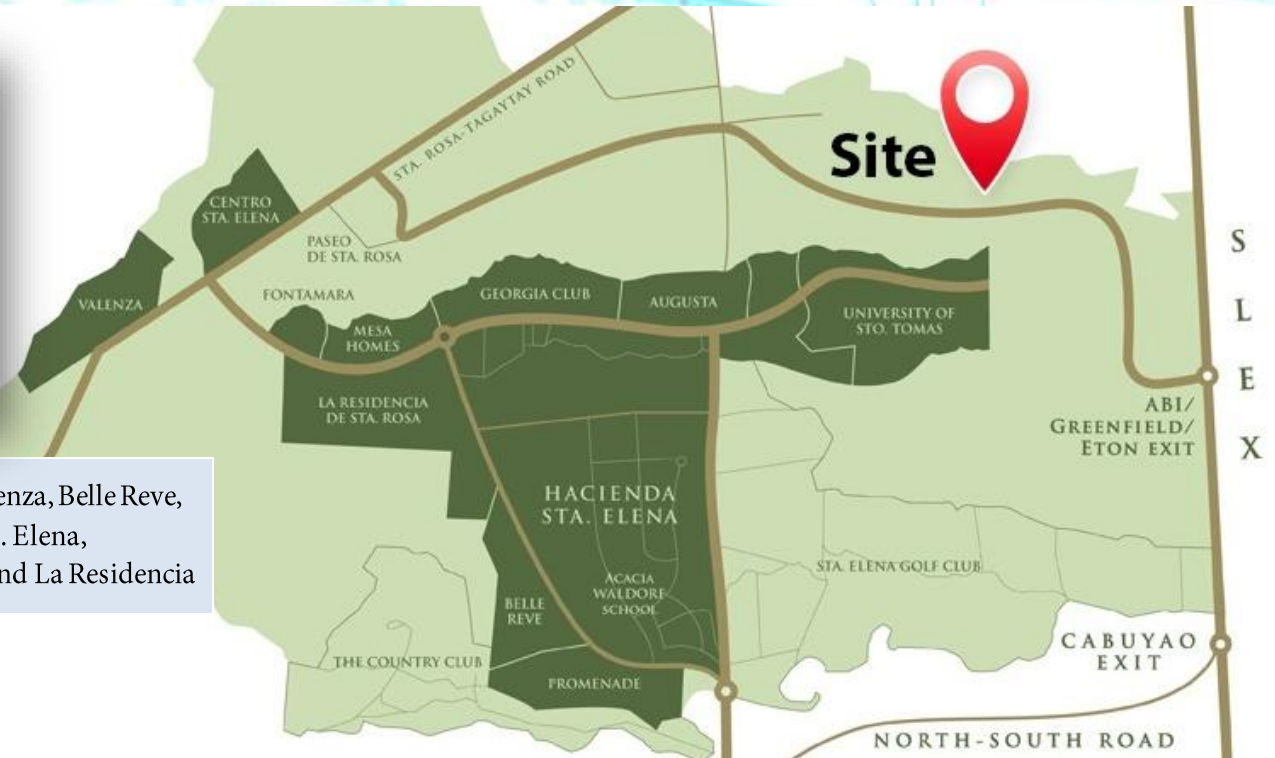 STA. ROSA-TAGAYTAY ROAD
Site
CENTRO
STA. ELENA
PASEO
DE STA. ROSA
VALENZA
FONTAMARA
GEORGIA CLUB
AUGUSTA
UNIVERSITY OF
STO. TOMAS
MESA
HOMES
LA RESIDENCIA
DE STA. ROSA
S
L
E
X
ABI/
GREENFIELD/
ETON EXIT
HACIENDA
STA. ELENA
enza, Belle Reve,
. Elena,
nd La Residencia
STA. ELENA GOLF CLUB
ACACIA
WALDORF
SCHOOL
BELLE
REVE
THE COUNTRY CLUB
PROMENADE
CABUYAO
EXIT
NORTH-SOUTH ROAD